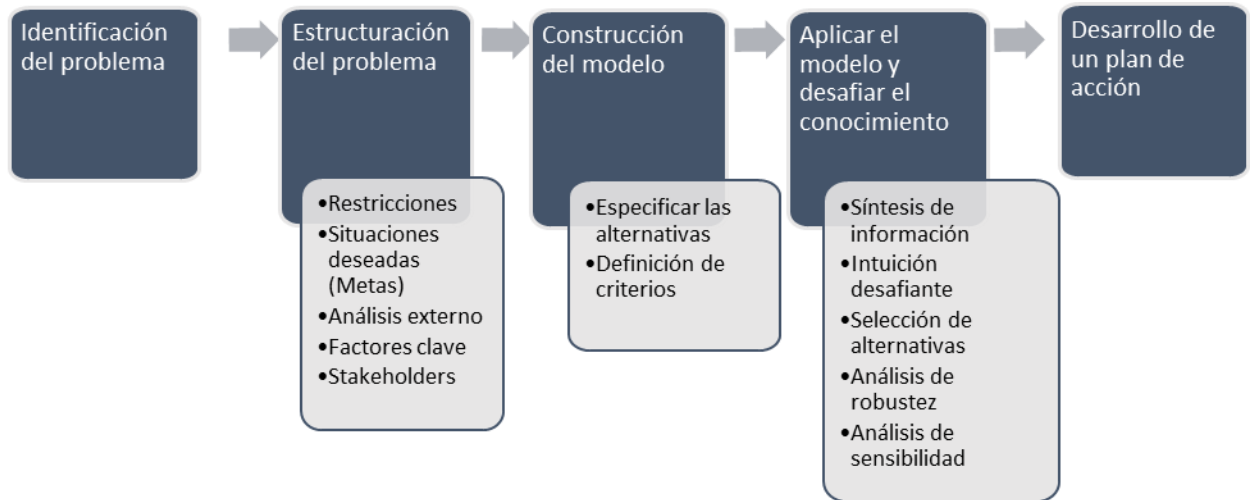 Identificación
del problema
Estructuración
del problema
•Restricciones
•Situaciones
deseadas
(Metas)
•Análisis externo
•Factores clave
•Stakeholders
Construcción
del modelo
•Especificar las
alternativas
•Definición de
criterios
Aplicar el
modelo y
desafiar el
conocimiento
•Síntesis de
información
•Intuición
desafiante
•Selección de
alternativas
•Análisis de
robustez
•Análisis de
sensibilidad
Desarrollo de
un plan de
acción